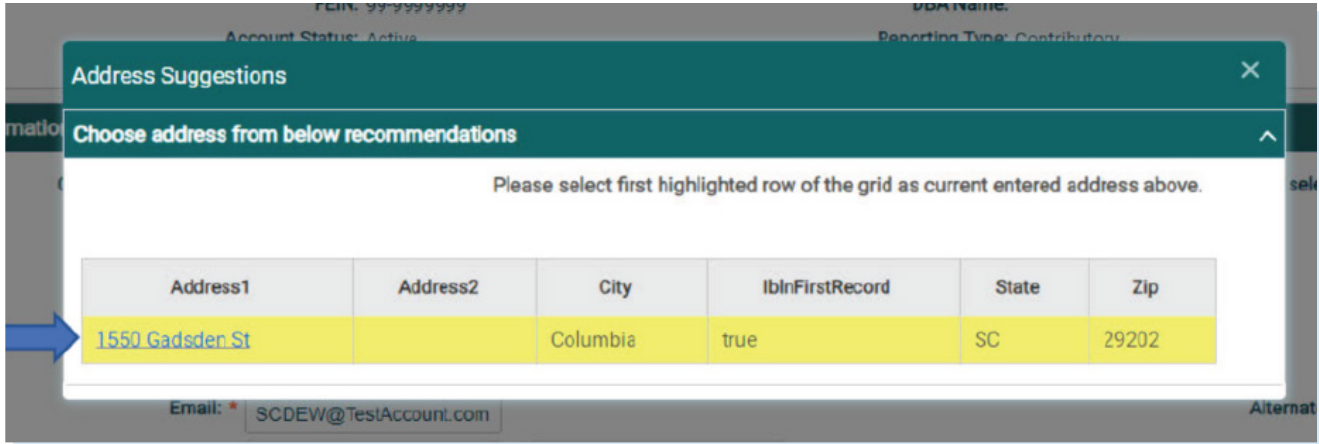 FEIN: 99-9999999 DBA Name:
Account Status: Active Reporting Type: Contributory
Address Suggestions
Choose address from below recommendations
Please select first highlighted row of the grid as current entered address above.
Address1 Address2 City lblnFirstRecord State Zip
1550 Gadsden St Columbia true SC 29202
Email: * SCDEW@TestAccount.com